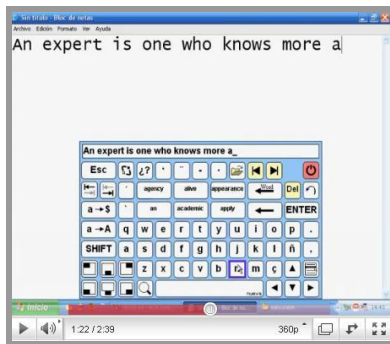 Sin título - Bloc de notas
Archivo Edición Formato Ver Ayuda
An expert is one who knows more a
An expert is one who knows more a_
Esc ¿?
agency alive appearance Word Del
a→$ an academic apply ENTER
a→A q w e r t y u i o p .
SHIFT a s d f g h j k l ñ ,
z x c v b n m ç
Inicio
1:22 / 2:39 360p